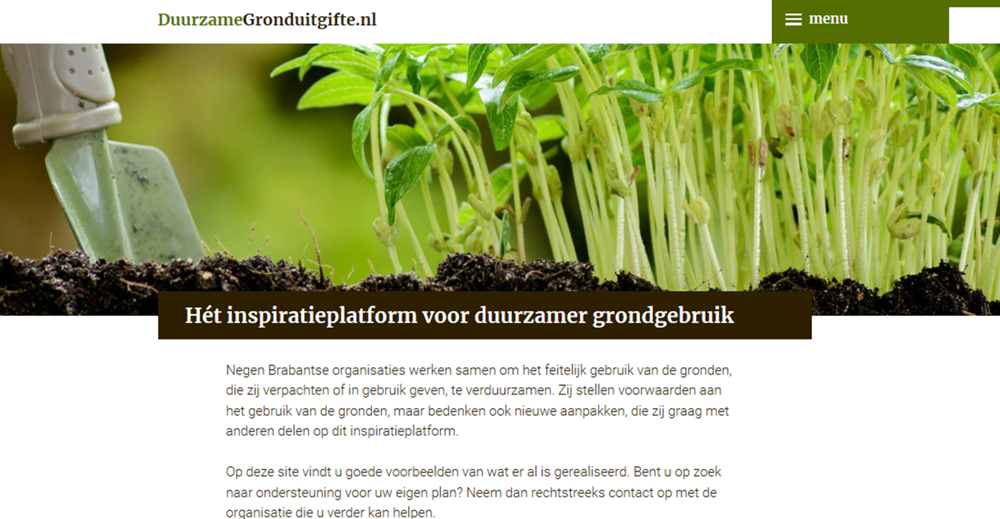 DuurzameGronduitgifte.nl
menu
Hét inspiratieplatform voor duurzamer grondgebruik
Negen Brabantse organisaties werken samen om het feitelijk gebruik van de gronden,
die zij verpachten of in gebruik geven, te verduurzamen. Zij stellen voorwaarden aan
het gebruik van de gronden, maar bedenken ook nieuwe aanpakken, die zij graag met
anderen delen op dit inspiratieplatform.
Op deze site vindt u goede voorbeelden van wat er al is gerealiseerd. Bent u op zoek
naar ondersteuning voor uw eigen plan? Neem dan rechtstreeks contact op met de
organisatie die u verder kan helpen.